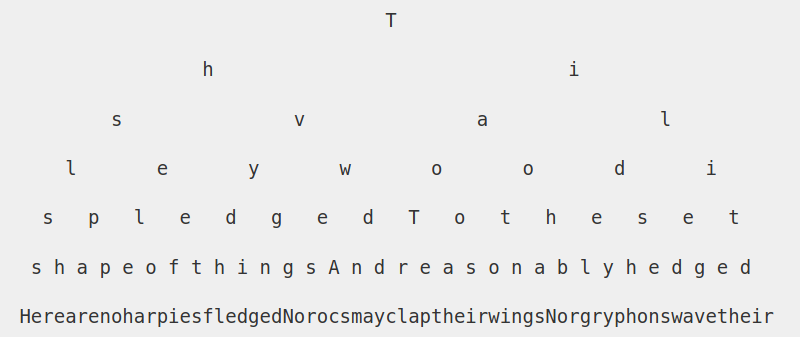 T
h i
s v a l
l e y w o o d i
s p l e d g e d T o t h e s e t
s h a p e o f t h i n g s A n d r e a s o n a b l y h e d g e d
HerearenoharpiesfledgedNorocsmayclaptheirwingsNorgryphonswavetheir